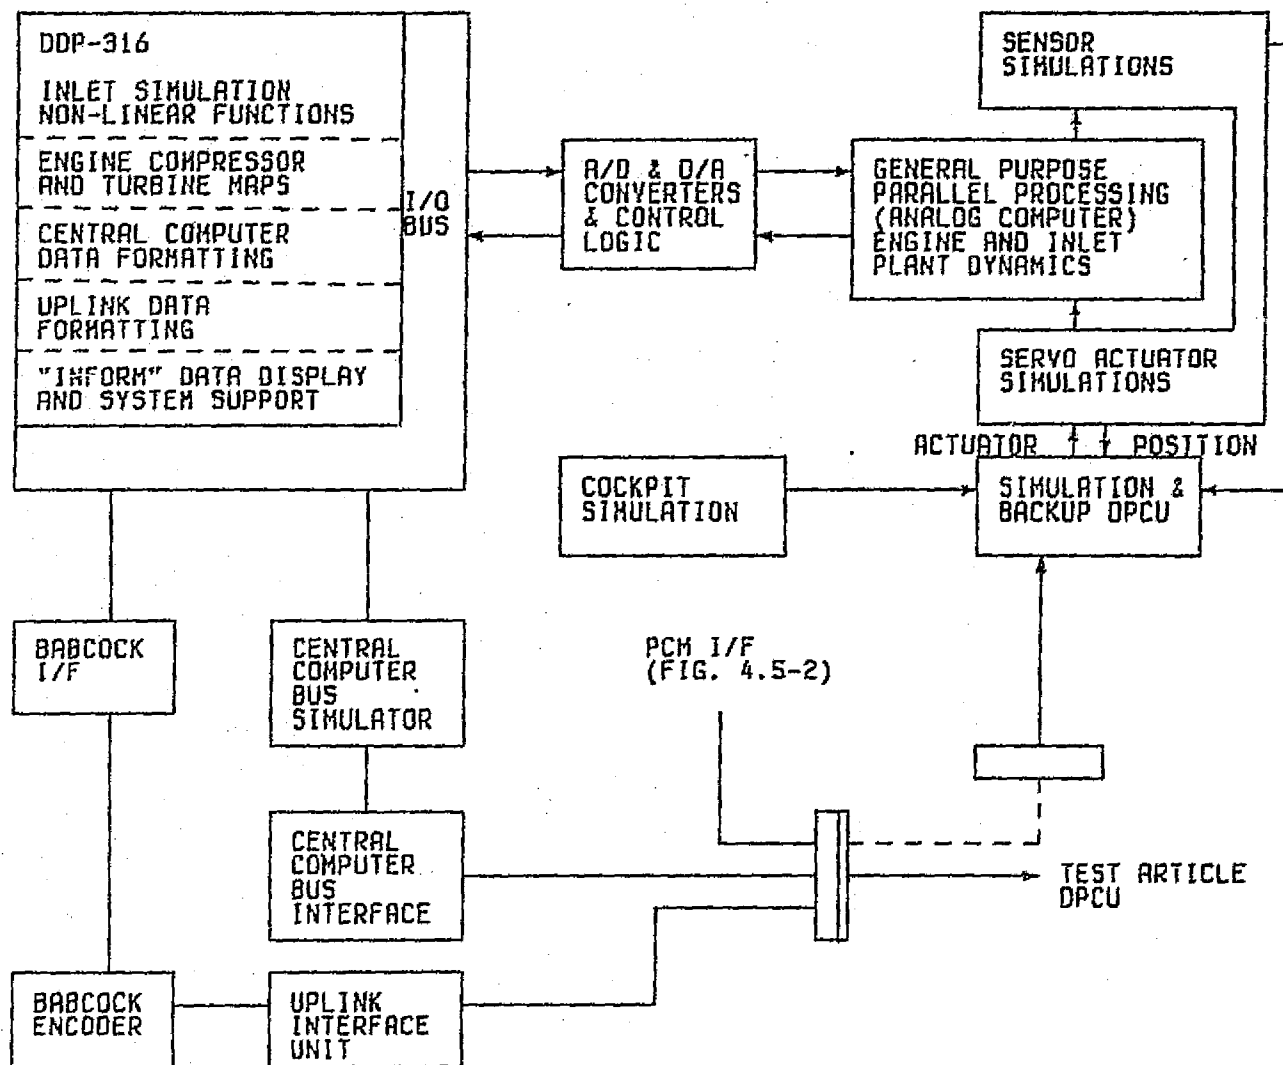 DDP-316
INLET SIMULATION
NON-LINEAR FUNCTIONS
ENGINE COMPRESSOR
AND TURBINE MAPS
CENTRAL COMPUTER
DATA FORMATTING
UPLINK DATA
FORMATTING
"INFORM" DATA DISPLAY
AND SYSTEM SUPPORT
I/O
BUS
A/D & D/A
CONVERTERS
& CONTROL
LOGIC
GENERAL PURPOSE
PARALLEL PROCESSING
(ANALOG COMPUTER)
ENGINE AND INLET
PLANT DYNAMICS
SENSOR
SIMULATIONS
SERVO ACTUATOR
SIMULATIONS
ACTUATOR POSITION
COCKPIT
SIMULATION
SIMULATION &
BACKUP DPCU
BABCOCK
I/F
CENTRAL
COMPUTER
BUS
SIMULATOR
PCM I/F
(FIG. 4.5-2)
CENTRAL
COMPUTER
BUS
INTERFACE
TEST ARTICLE
DPCU
BABCOCK
ENCODER
UPLINK
INTERFACE
UNIT